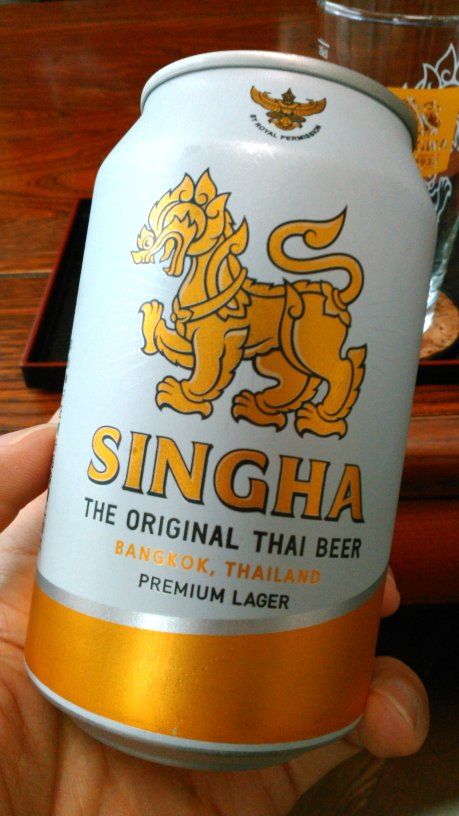 BY ROYAL PERMISSION
SINGHA
THE ORIGINAL THAI BEER
BANGKOK, THAILAND
PREMIUM LAGER